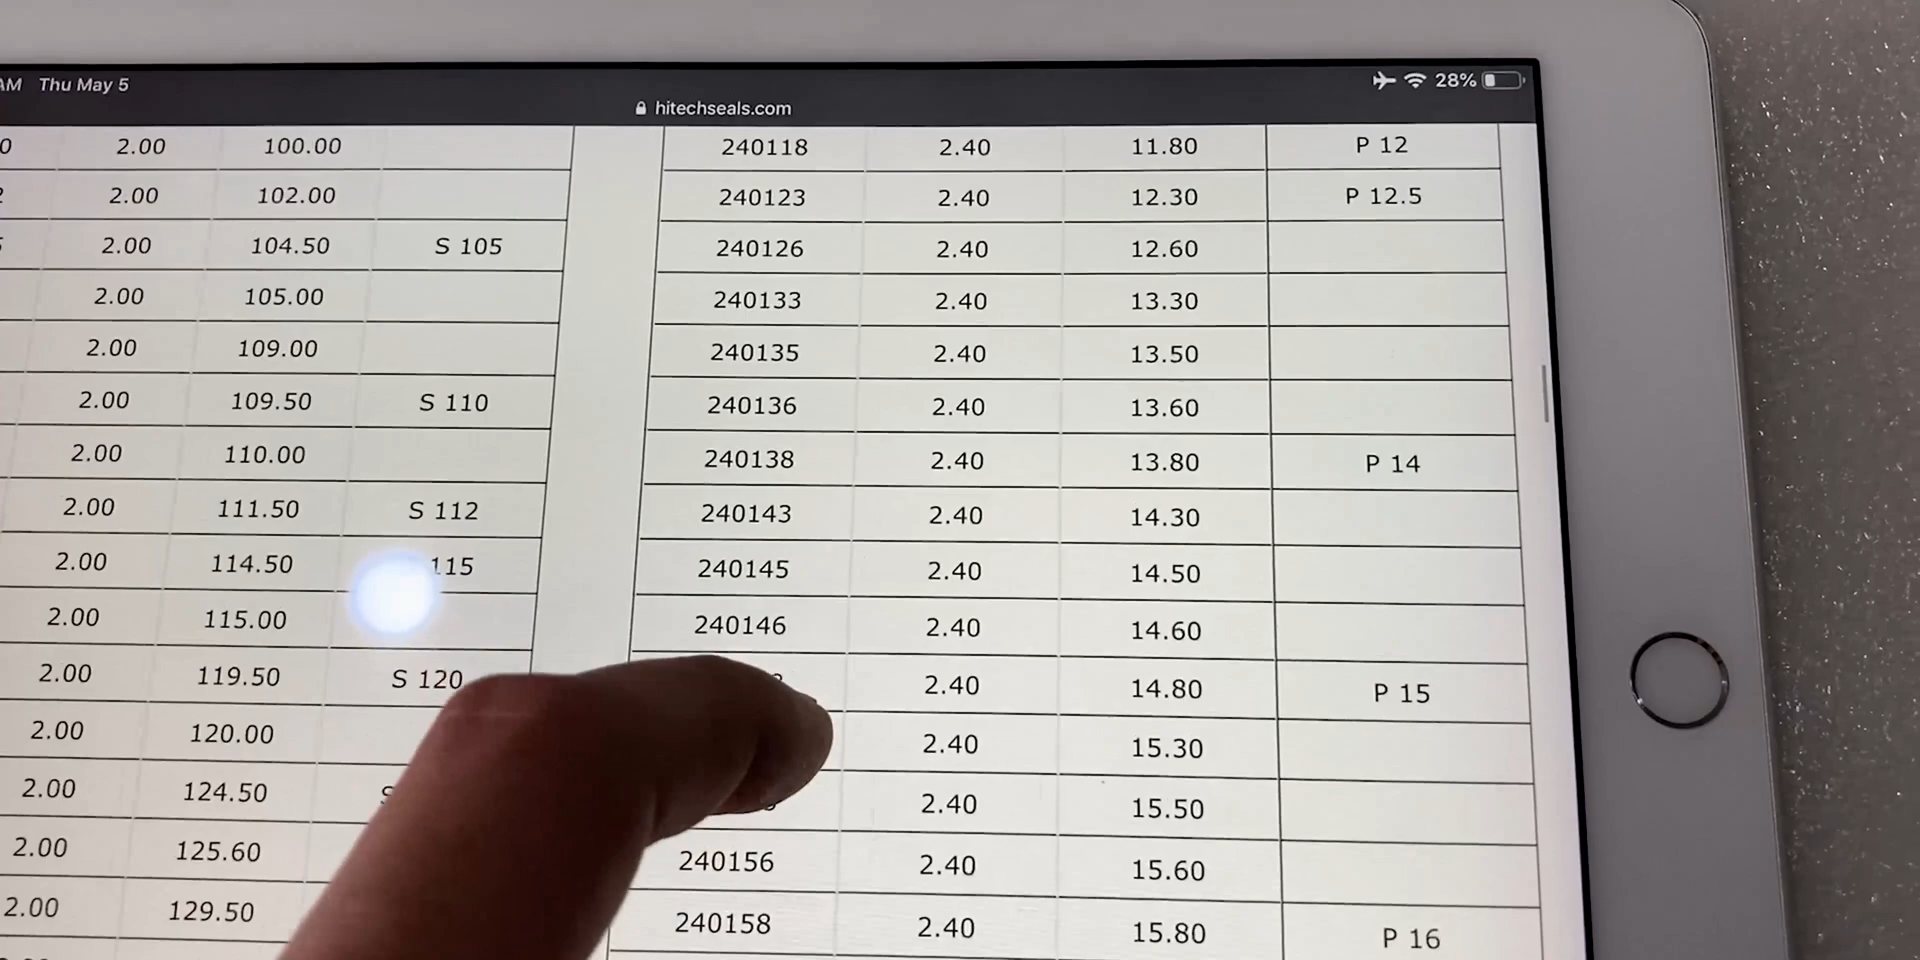 AM Thu May 5
28%
hitechseals.com
2.00 100.00
2.00 102.00
2.00 104.50 S 105
2.00 105.00
2.00 109.00
2.00 109.50 S 110
2.00 110.00
2.00 111.50 S 112
2.00 114.50 115
2.00 115.00
2.00 119.50 S 120
2.00 120.00
2.00 124.50
2.00 125.60
2.00 129.50
240118 2.40 11.80 P 12
240123 2.40 12.30 P 12.5
240126 2.40 12.60
240133 2.40 13.30
240135 2.40 13.50
240136 2.40 13.60
240138 2.40 13.80 P 14
240143 2.40 14.30
240145 2.40 14.50
240146 2.40 14.60
2.40 14.80 P 15
2.40 15.30
2.40 15.50
240156 2.40 15.60
240158 2.40 15.80 P 16